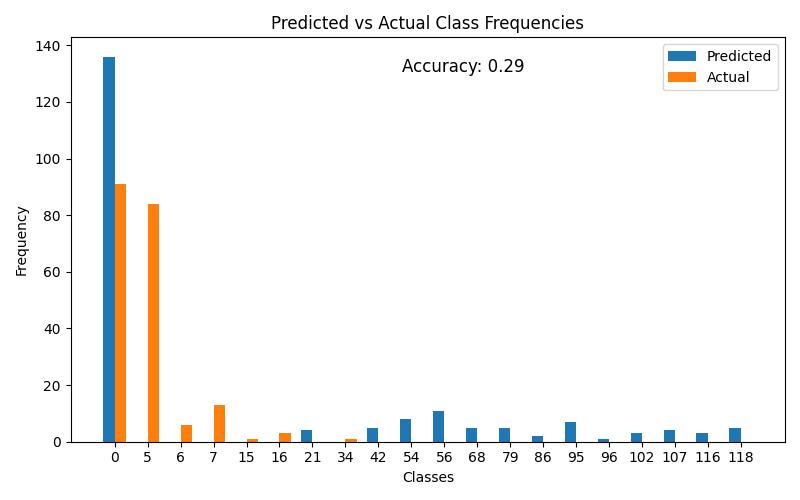 Predicted vs Actual Class Frequencies
Accuracy: 0.29
Predicted
Actual
140
120
100
80
60
40
20
0
Frequency
0 5 6 7 15 16 21 34 42 54 56 68 79 86 95 96 102 107 116 118
Classes